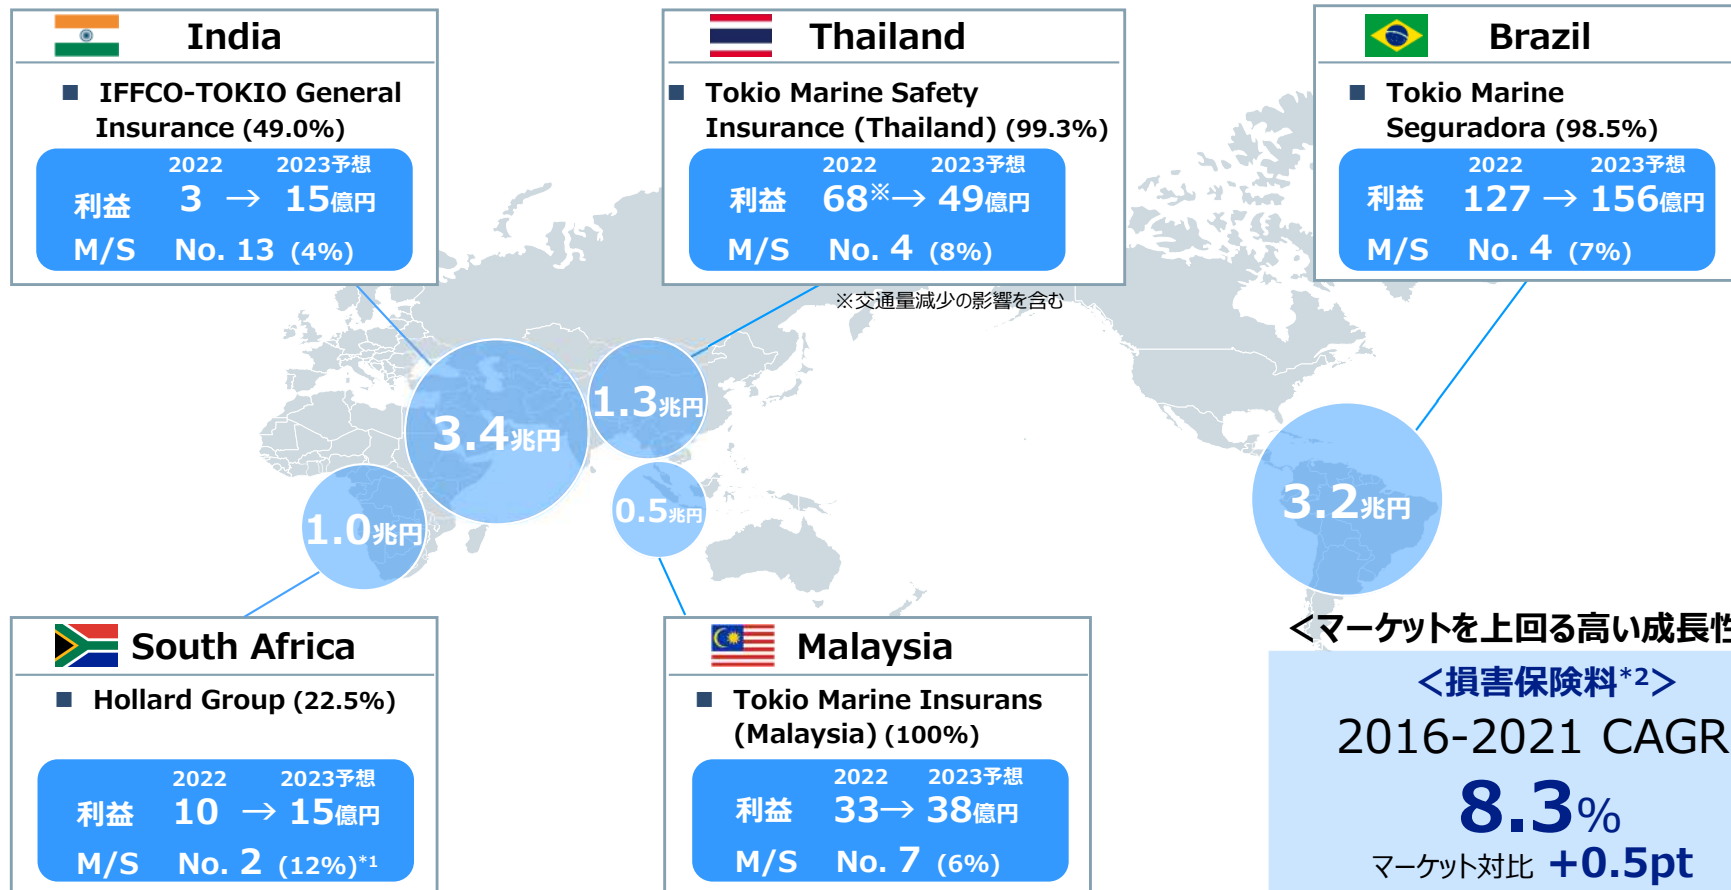 India
■ IFFCO-TOKIO General
Insurance (49.0%)
2022 2023予想
利益 3 → 15億円
M/S No. 13 (4%)
Thailand
■ Tokio Marine Safety
Insurance (Thailand) (99.3%)
2022 2023予想
利益 68※→ 49億円
M/S No. 4 (8%)
※交通量減少の影響を含む
Brazil
■ Tokio Marine
Seguradora (98.5%)
2022 2023予想
利益 127 → 156億円
M/S No. 4 (7%)
3.4兆円
1.3兆円
1.0兆円
0.5兆円
3.2兆円
South Africa
■ Hollard Group (22.5%)
2022 2023予想
利益 10 → 15億円
M/S No. 2 (12%)*1
Malaysia
■ Tokio Marine Insurans
(Malaysia) (100%)
2022 2023予想
利益 33→ 38億円
M/S No. 7 (6%)
<マーケットを上回る高い成長性
<損害保険料*2>
2016-2021 CAGR
8.3%
マーケット対比 +0.5pt